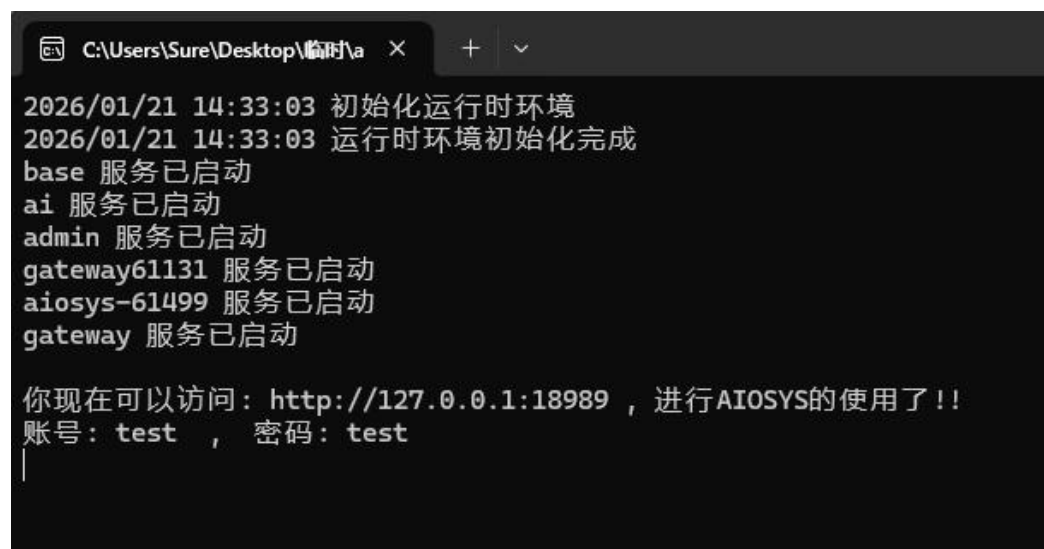 C:\Users\Sure\Desktop\临时\a
2026/01/21 14:33:03 初始化运行时环境
2026/01/21 14:33:03 运行时环境初始化完成
base 服务已启动
ai 服务已启动
admin 服务已启动
gateway61131 服务已启动
aiosys-61499 服务已启动
gateway 服务已启动
你现在可以访问: http://127.0.0.1:18989 , 进行AIOSYS的使用了!!
账号: test , 密码: test